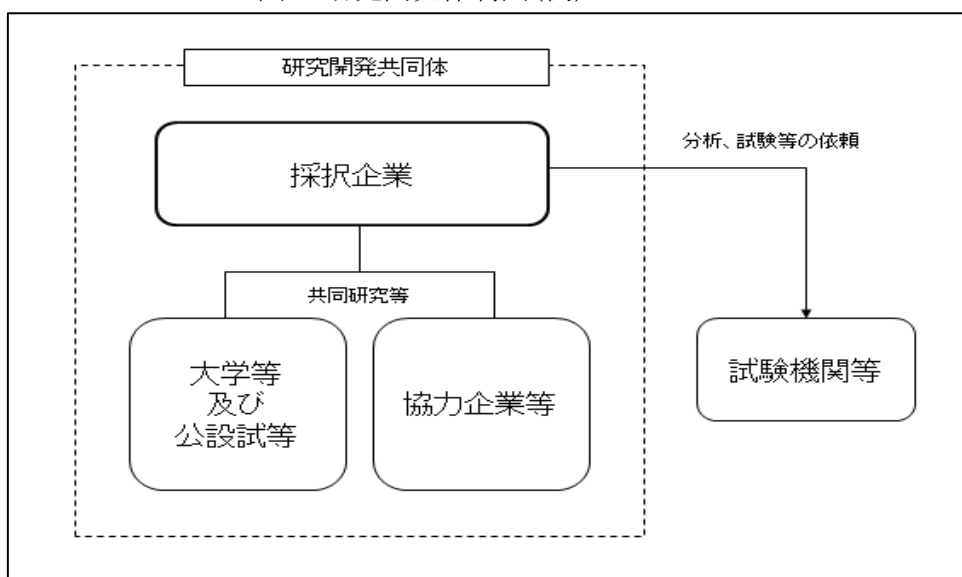 研究開発共同体
採択企業
分析、試験等の依頼
共同研究等
大学等
及び
公設試等
協力企業等
試験機関等